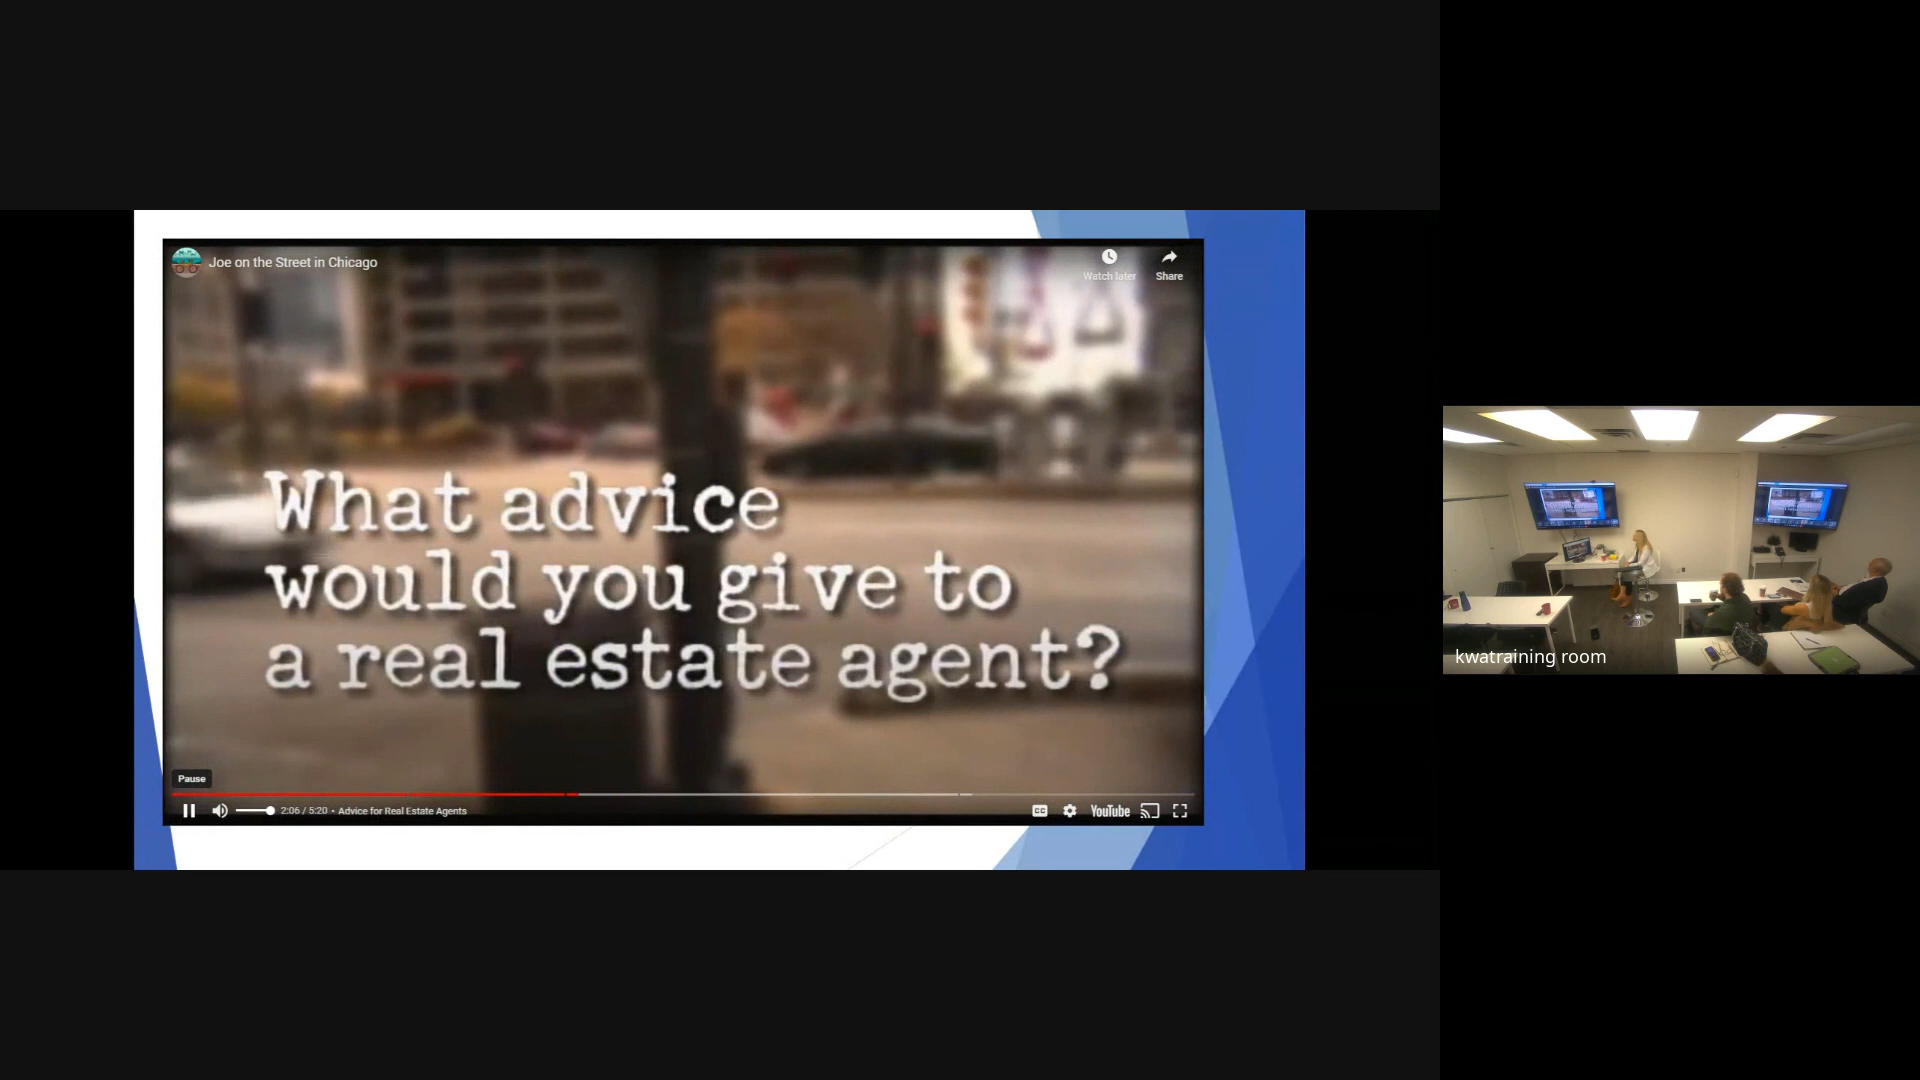 Joe on the Street in Chicago
Watch later
Share
What advice
would you give to
a real estate agent?
Pause
2:06 / 5:20 • Advice for Real Estate Agents
CC
YouTube
kwatraining room